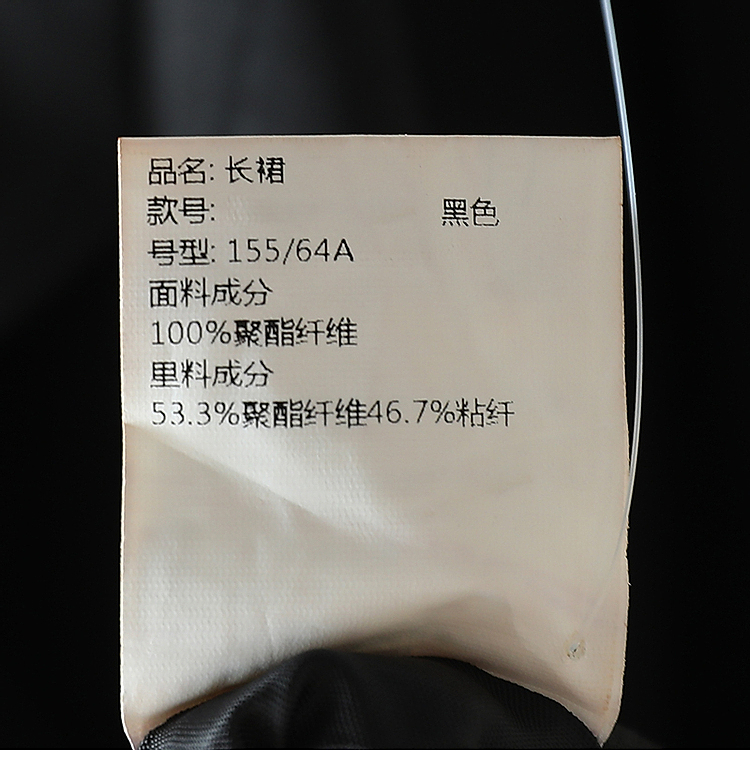 品名: 长裙
款号: 黑色
号型: 155/64A
面料成分
100%聚酯纤维
里料成分
53.3%聚酯纤维46.7%粘纤